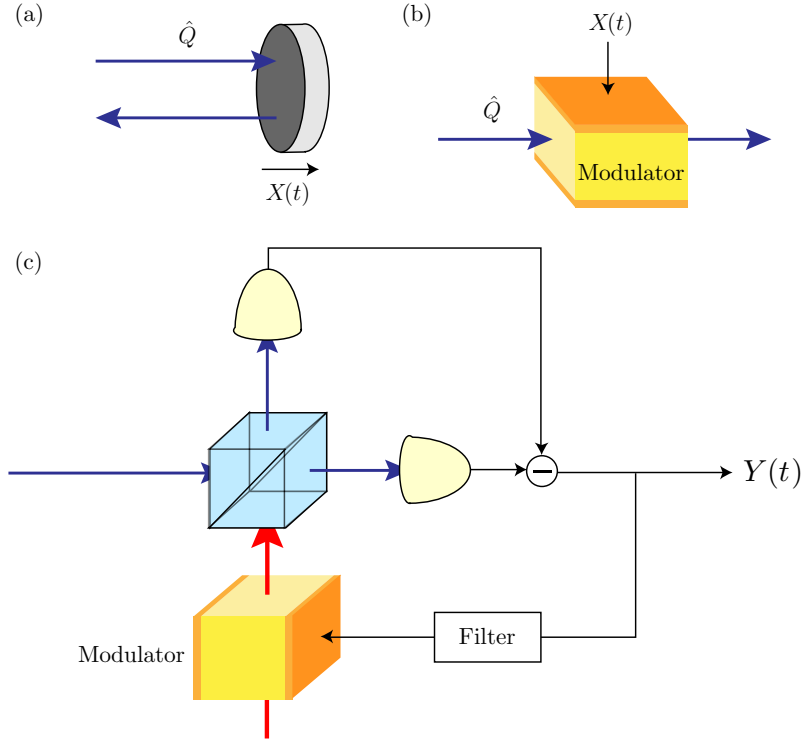 (a)
Q̂
X(t)
(b)
X(t)
Q̂
Modulator
(c)
Y(t)
Modulator
Filter